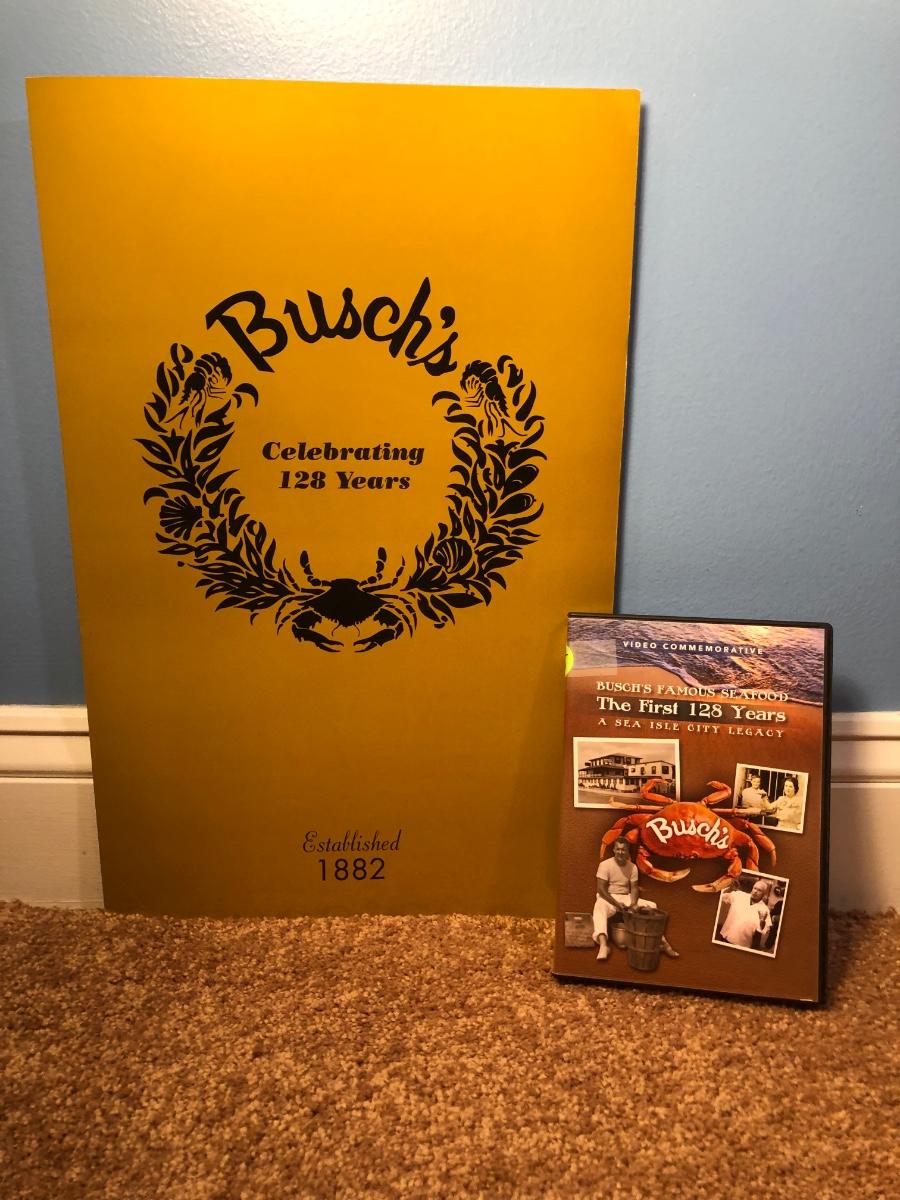 Busch's
Celebrating
128 Years
Established
1882
VIDEO COMMEMORATIVE
BUSCH'S FAMOUS SEAFOOD
The First 128 Years
A SEA ISLE CITY LEGACY
Busch's